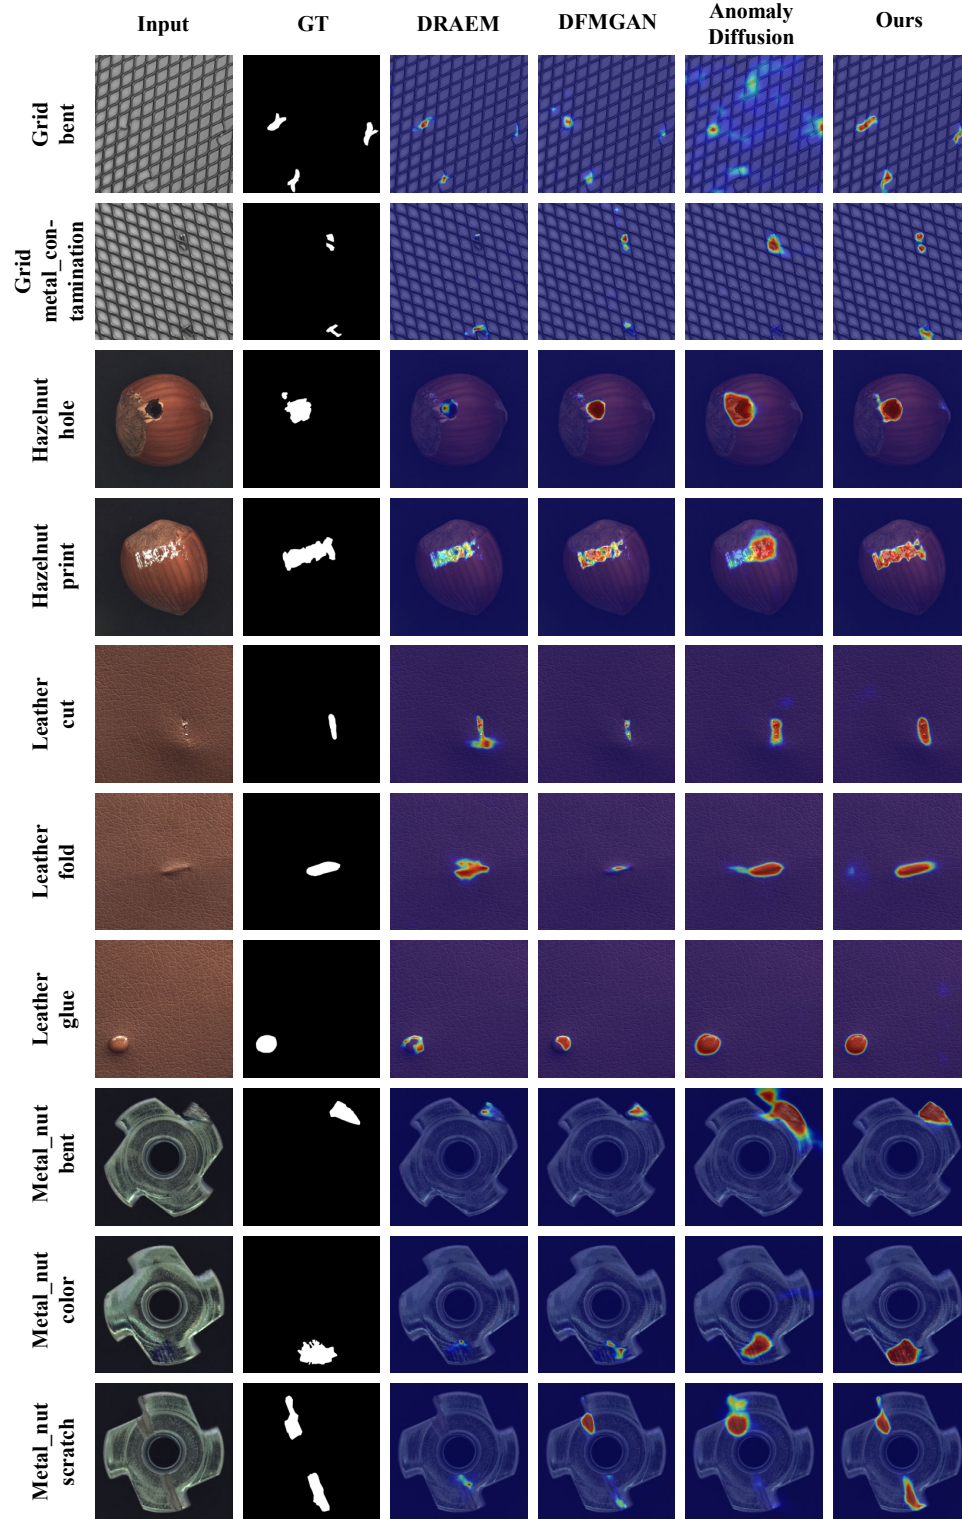 Input GT DRAEM DFMGAN Anomaly Diffusion Ours
Grid
bent
Grid
metal_con-
tamination
Hazelnut
hole
Hazelnut
print
Leather
cut
Leather
fold
Leather
glue
Metal_nut
bent
Metal_nut
color
Metal_nut
scratch